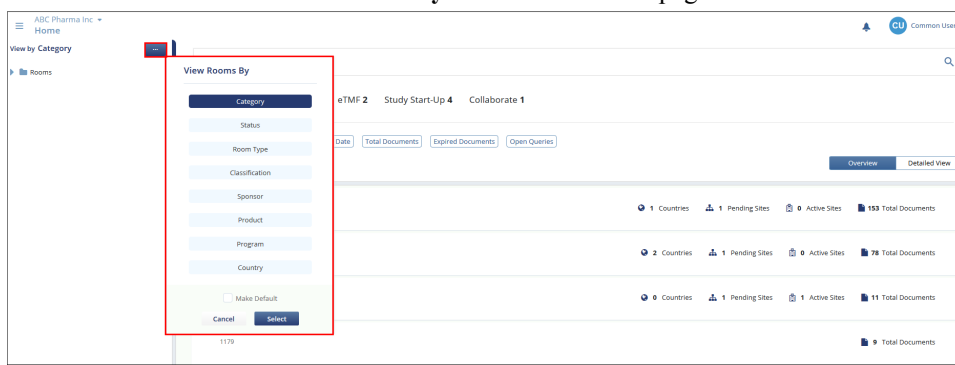 ABC Pharma Inc
Home
CU Common User
View by Category ...
Rooms
View Rooms By
Category
Status
Room Type
Classification
Sponsor
Product
Program
Country
Make Default
Cancel Select
eTMF 2 Study Start-Up 4 Collaborate 1
Date Total Documents Expired Documents Open Queries
Overview Detailed View
1 Countries 1 Pending Sites 0 Active Sites 153 Total Documents
2 Countries 1 Pending Sites 0 Active Sites 78 Total Documents
0 Countries 1 Pending Sites 1 Active Sites 11 Total Documents
1179 9 Total Documents